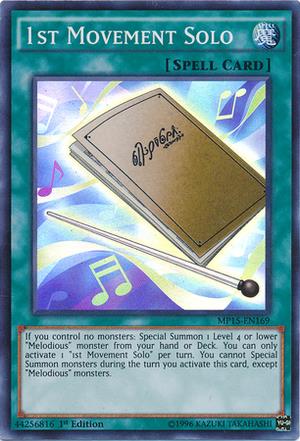 1st Movement Solo
[Spell Card]
MP15-EN169
If you control no monsters: Special Summon 1 Level 4 or lower
"Melodious" monster from your hand or Deck. You can only
activate 1 "1st Movement Solo" per turn. You cannot Special
Summon monsters during the turn you activate this card, except
"Melodious" monsters.
44256816 1st Edition
©1996 KAZUKI TAKAHASHI